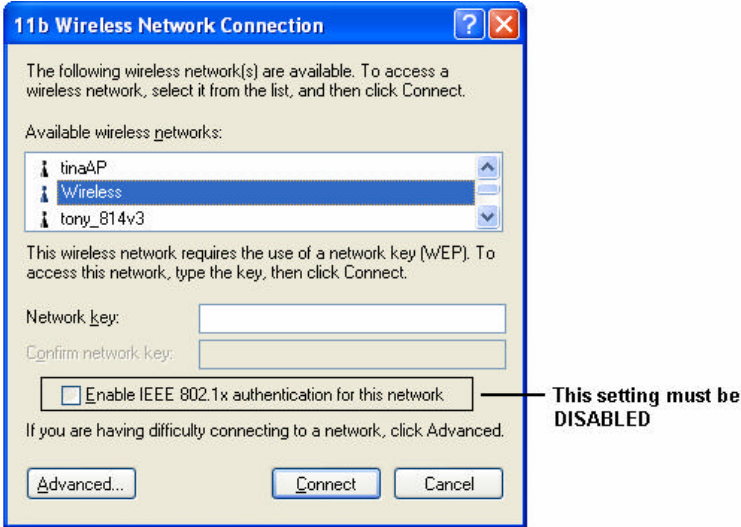 11b Wireless Network Connection
The following wireless network(s) are available. To access a
wireless network, select it from the list, and then click Connect.
Available wireless networks:
tinaAP
Wireless
tony_814v3
This wireless network requires the use of a network key (WEP). To
access this network, type the key, then click Connect.
Network key:
Confirm network key:
Enable IEEE 802.1x authentication for this network
This setting must be
DISABLED
If you are having difficulty connecting to a network, click Advanced.
Advanced...
Connect
Cancel